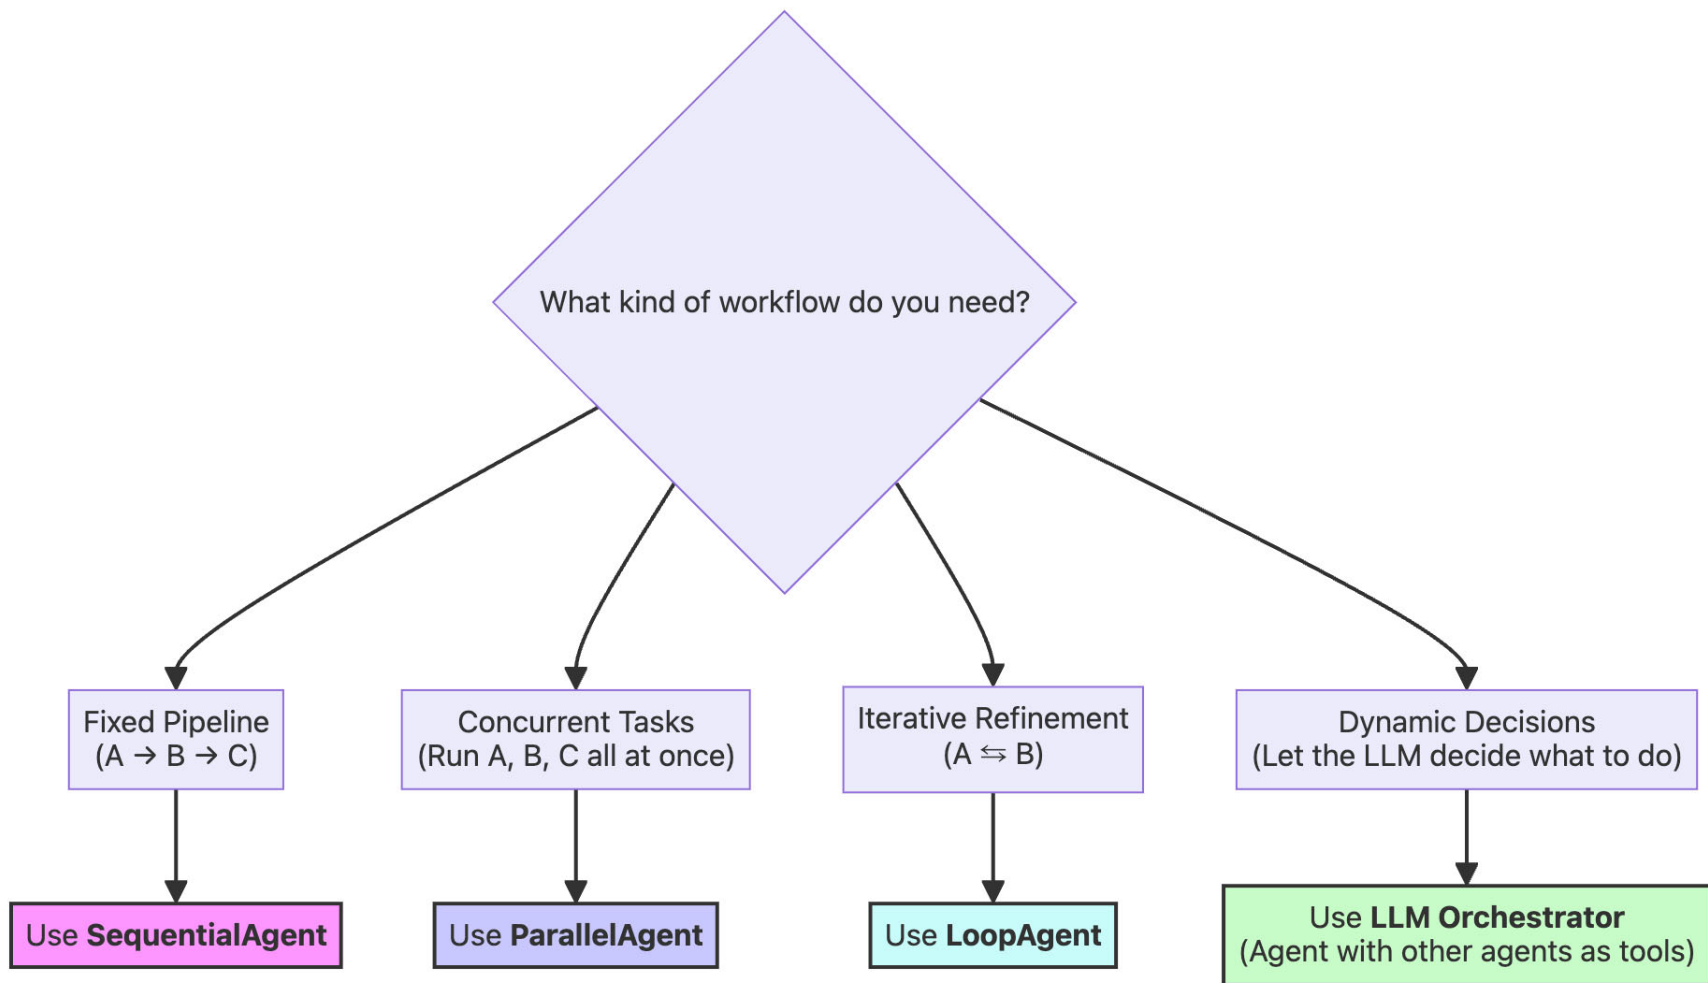 What kind of workflow do you need?
Fixed Pipeline
(A → B → C)
Concurrent Tasks
(Run A, B, C all at once)
Iterative Refinement
(A ⇆ B)
Dynamic Decisions
(Let the LLM decide what to do)
Use SequentialAgent
Use ParallelAgent
Use LoopAgent
Use LLM Orchestrator
(Agent with other agents as tools)